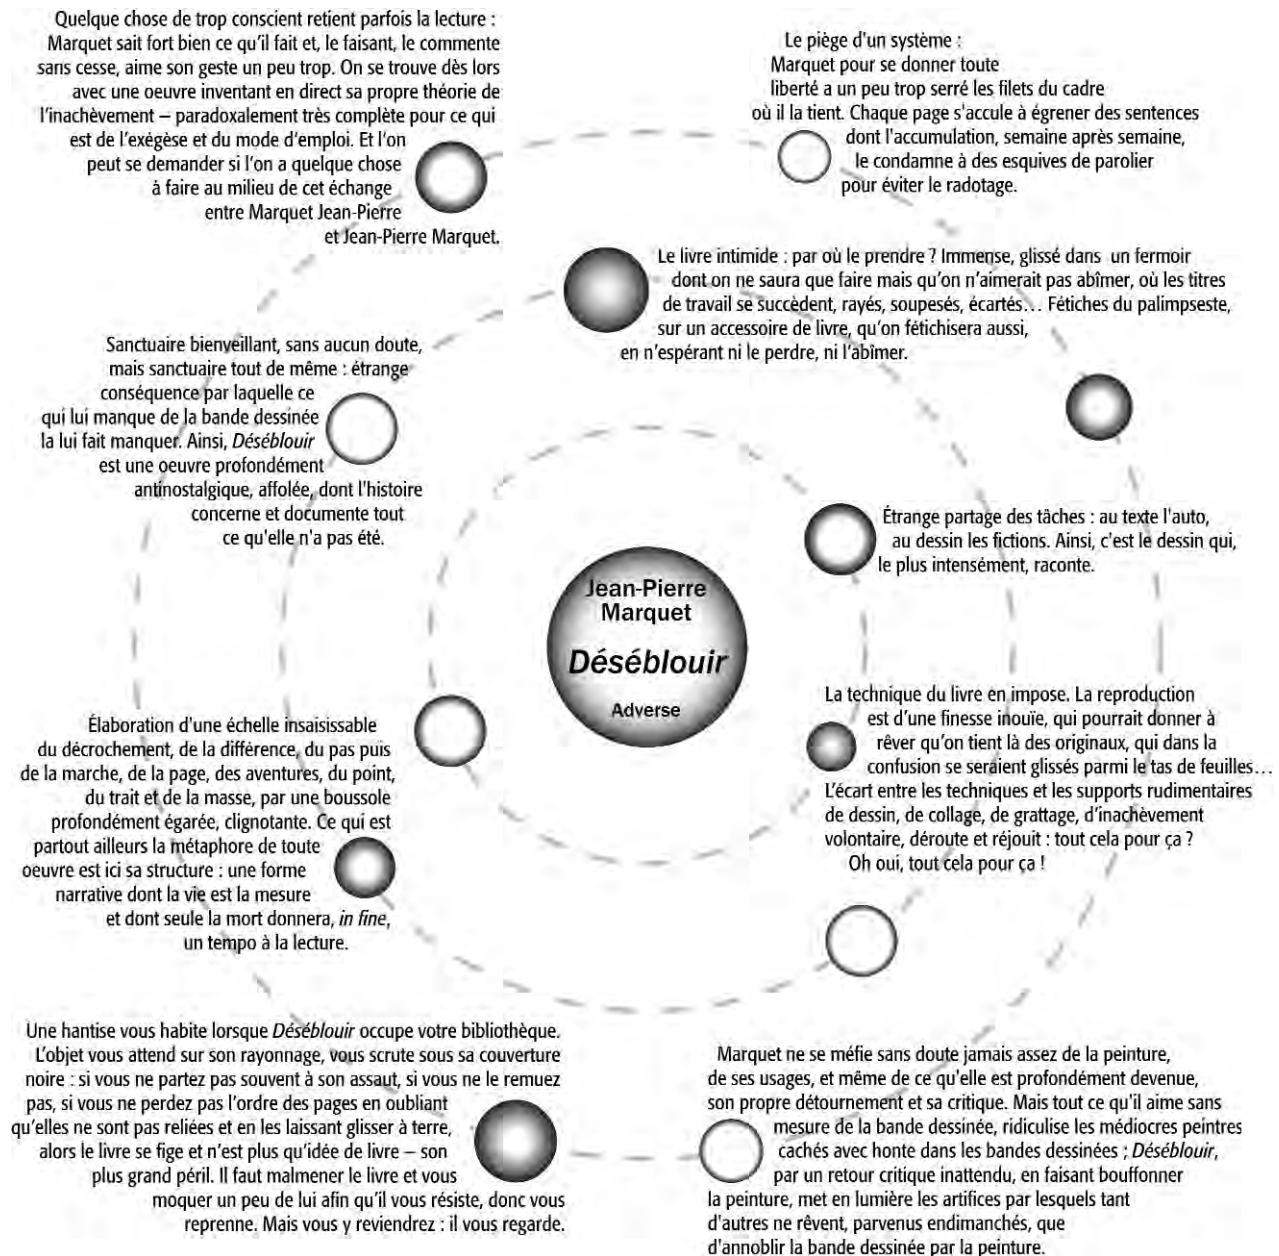 Quelque chose de trop conscient retient parfois la lecture :
Marquet sait fort bien ce qu'il fait et, le faisant, le commente
sans cesse, aime son geste un peu trop. On se trouve dès lors
avec une oeuvre inventant en direct sa propre théorie de
l'inachèvement – paradoxalement très complète pour ce qui
est de l'exégèse et du mode d'emploi. Et l'on
peut se demander si l'on a quelque chose
à faire au milieu de cet échange
entre Marquet Jean-Pierre
et Jean-Pierre Marquet.
Le piège d'un système :
Marquet pour se donner toute
liberté a un peu trop serré les filets du cadre
où il la tient. Chaque page s'accule à égrener des sentences
dont l'accumulation, semaine après semaine,
le condamne à des esquives de parolier
pour éviter le radotage.
Le livre intimide : par où le prendre ? Immense, glissé dans un fermoir
dont on ne saura que faire mais qu'on n'aimerait pas abîmer, où les titres
de travail se succèdent, rayés, soupesés, écartés… Fétiches du palimpseste,
sur un accessoire de livre, qu'on fétichisera aussi,
en n'espérant ni le perdre, ni l'abîmer.
Sanctuaire bienveillant, sans aucun doute,
mais sanctuaire tout de même : étrange
conséquence par laquelle ce
qui lui manque de la bande dessinée
la lui fait manquer. Ainsi, Déséblouir
est une oeuvre profondément
antinostalgique, affolée, dont l'histoire
concerne et documente tout
ce qu'elle n'a pas été.
Étrange partage des tâches : au texte l'auto,
au dessin les fictions. Ainsi, c'est le dessin qui,
le plus intensément, raconte.
Jean-Pierre
Marquet
Déséblouir
Adverse
La technique du livre en impose. La reproduction
est d'une finesse inouïe, qui pourrait donner à
rêver qu'on tient là des originaux, qui dans la
confusion se seraient glissés parmi le tas de feuilles…
L'écart entre les techniques et les supports rudimentaires
de dessin, de collage, de grattage, d'inachèvement
volontaire, déroute et réjouit : tout cela pour ça ?
Oh oui, tout cela pour ça !
Élaboration d'une échelle insaisissable
du décrochement, de la différence, du pas puis
de la marche, de la page, des aventures, du point,
du trait et de la masse, par une boussole
profondément égarée, clignotante. Ce qui est
partout ailleurs la métaphore de toute
oeuvre est ici sa structure : une forme
narrative dont la vie est la mesure
et dont seule la mort donnera, in fine,
un tempo à la lecture.
Une hantise vous habite lorsque Déséblouir occupe votre bibliothèque.
L'objet vous attend sur son rayonnage, vous scrute sous sa couverture
noire : si vous ne partez pas souvent à son assaut, si vous ne le remuez
pas, si vous ne perdez pas l'ordre des pages en oubliant
qu'elles ne sont pas reliées et en les laissant glisser à terre,
alors le livre se fige et n'est plus qu'idée de livre – son
plus grand péril. Il faut malmener le livre et vous
moquer un peu de lui afin qu'il vous résiste, donc vous
reprenne. Mais vous y reviendrez : il vous regarde.
Marquet ne se méfie sans doute jamais assez de la peinture,
de ses usages, et même de ce qu'elle est profondément devenue,
son propre détournement et sa critique. Mais tout ce qu'il aime sans
mesure de la bande dessinée, ridiculise les médiocres peintres
cachés avec honte dans les bandes dessinées ; Déséblouir,
par un retour critique inattendu, en faisant bouffonner
la peinture, met en lumière les artifices par lesquels tant
d'autres ne rêvent, parvenus endimanchés, que
d'annoblir la bande dessinée par la peinture.